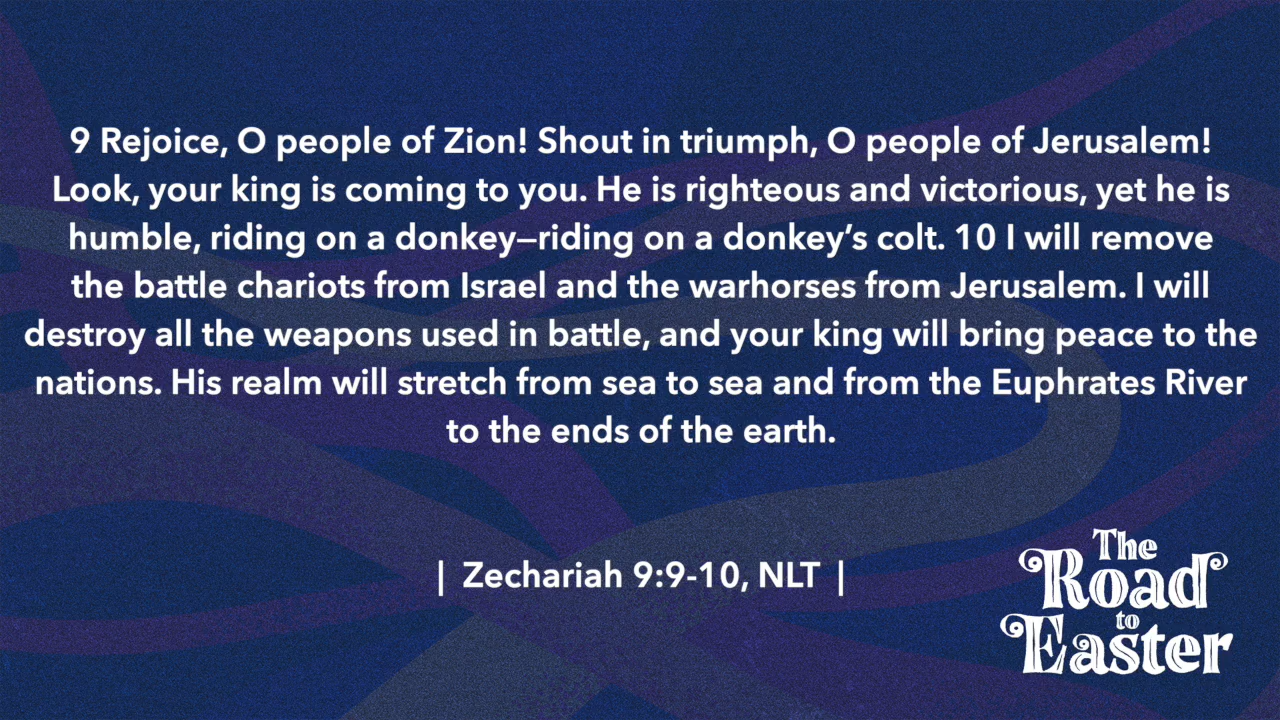 9 Rejoice, O people of Zion! Shout in triumph, O people of Jerusalem!
Look, your king is coming to you. He is righteous and victorious, yet he is
humble, riding on a donkey—riding on a donkey’s colt. 10 I will remove
the battle chariots from Israel and the warhorses from Jerusalem. I will
destroy all the weapons used in battle, and your king will bring peace to the
nations. His realm will stretch from sea to sea and from the Euphrates River
to the ends of the earth.
| Zechariah 9:9-10, NLT |
The
Road
to
Easter